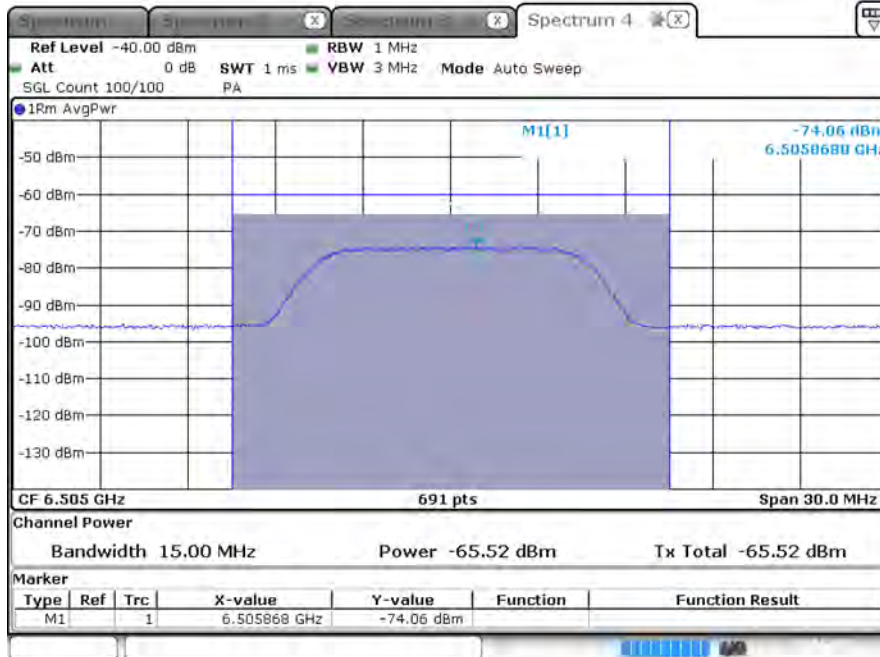 Spectrum 4 X
X
X
Ref Level -40.00 dBm RBW 1 MHz
Att 0 dB SWT 1 ms VBW 3 MHz Mode Auto Sweep
SGL Count 100/100 PA
1Rm AvgPwr
M1[1] -74.06 dBm
6.5058680 GHz
-50 dBm
-60 dBm
-70 dBm
-80 dBm
-90 dBm
-100 dBm
-110 dBm
-120 dBm
-130 dBm
CF 6.505 GHz 691 pts Span 30.0 MHz
Channel Power
Bandwidth 15.00 MHz Power -65.52 dBm Tx Total -65.52 dBm
Marker
Type Ref Trc X-value Y-value Function Function Result
M1 1 6.505868 GHz -74.06 dBm